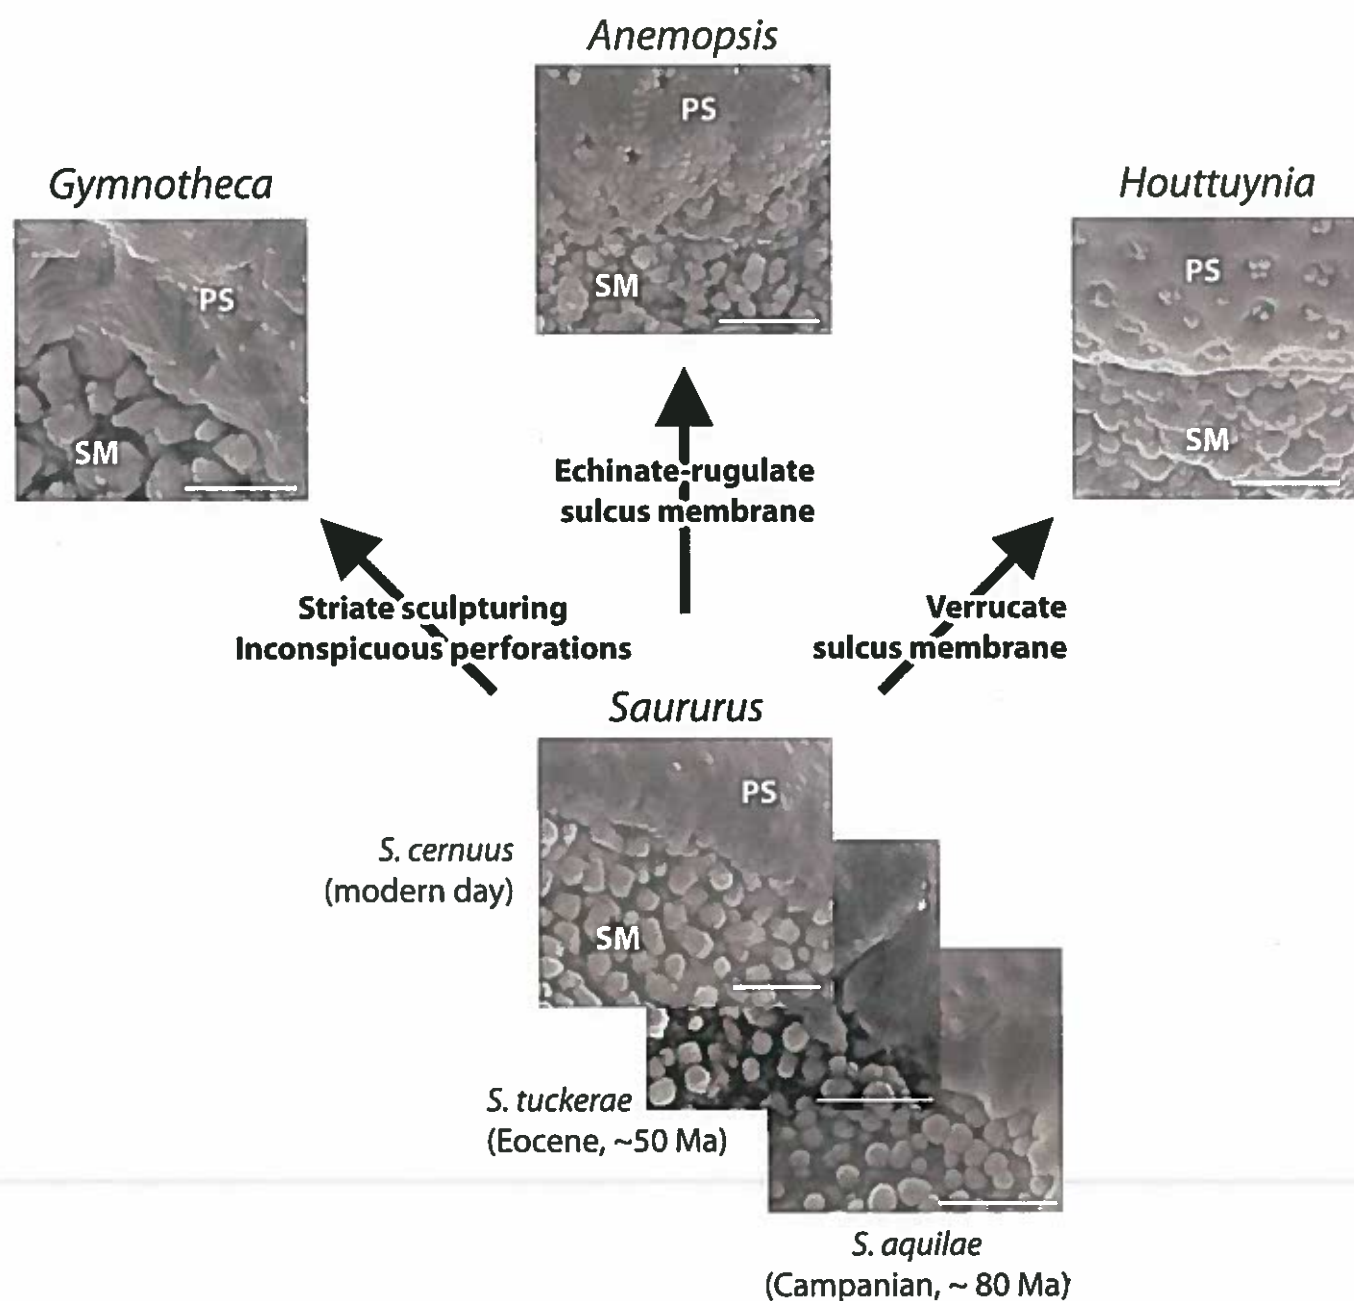 Anemopsis
PS
SM
Gymnotheca
PS
SM
Houttuynia
PS
SM
Echinate-rugulate
sulcus membrane
Striate sculpturing
Inconspicuous perforations
Verrucate
sulcus membrane
Saururus
PS
SM
S. cernuus
(modern day)
S. tuckerae
(Eocene, ~50 Ma)
S. aquilae
(Campanian, ~ 80 Ma)